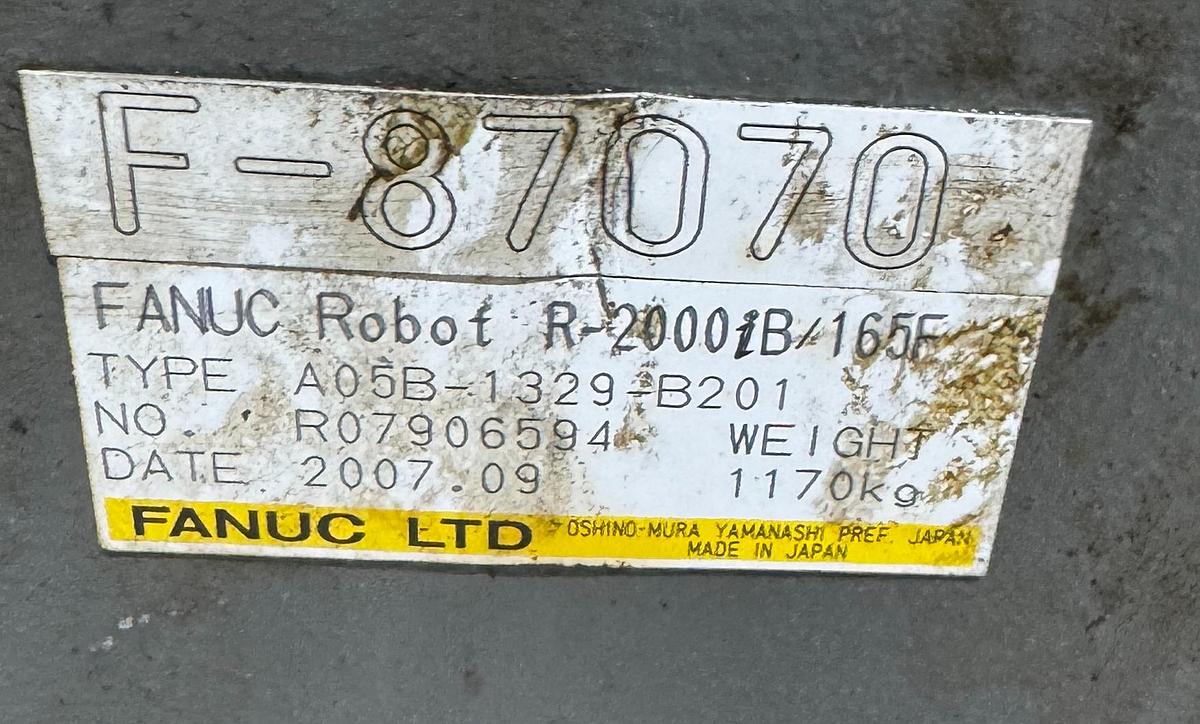 F-87070
FANUC Robot R-2000iB/165F
TYPE A05B-1329-B201
NO. R07906594 WEIGHT
DATE 2007.09 1170kg
FANUC LTD OSHINO-MURA YAMANASHI PREF. JAPAN
MADE IN JAPAN